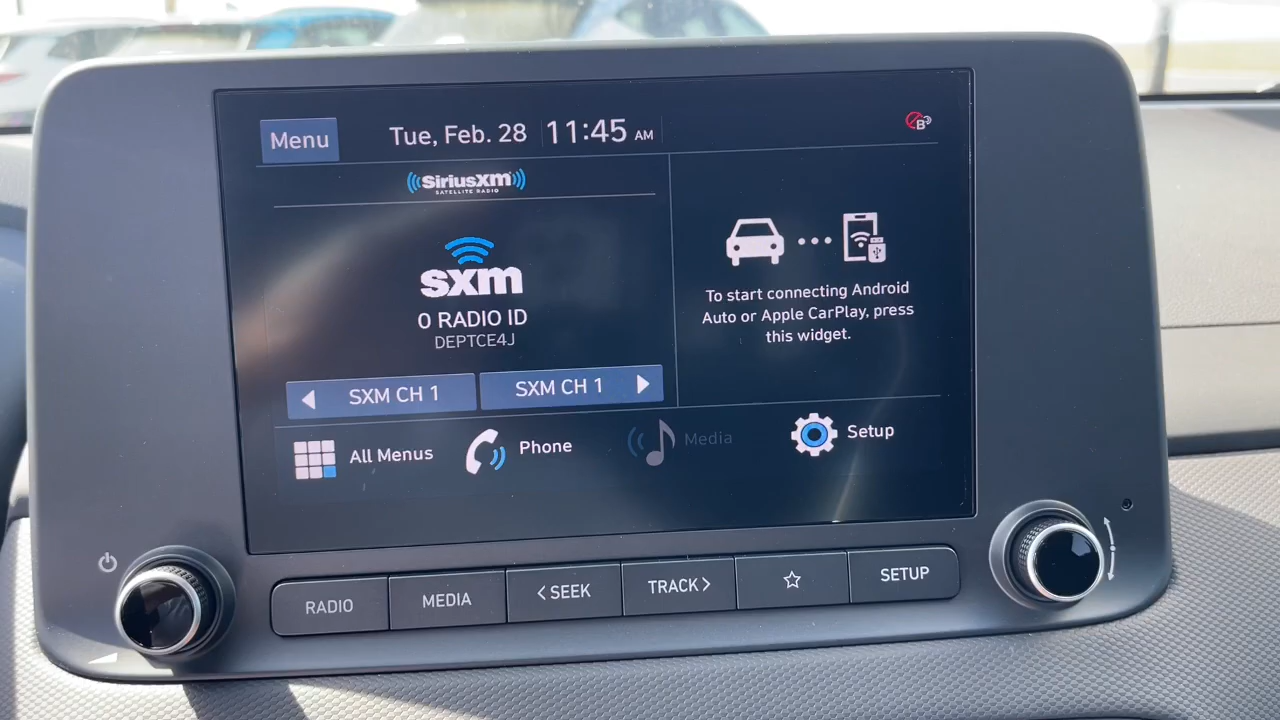 Menu
Tue, Feb. 28
11:45 AM
B
SiriusXm
SATELLITE RADIO
sxm
0 RADIO ID
DEPTCE4J
SXM CH 1
SXM CH 1
To start connecting Android
Auto or Apple CarPlay, press
this widget.
All Menus
Phone
Media
Setup
RADIO
MEDIA
< SEEK
TRACK >
SETUP